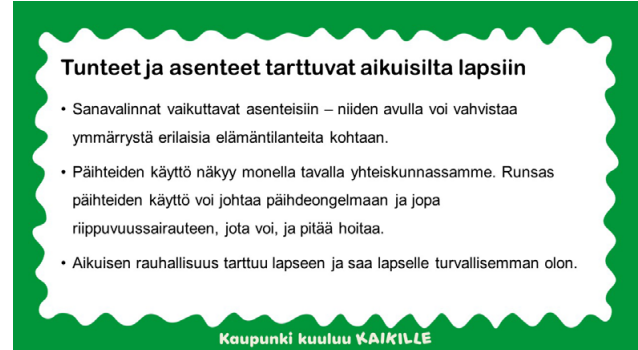 Tunteet ja asenteet tarttuvat aikuisilta lapsiin
• Sanavalinnat vaikuttavat asenteisiin – niiden avulla voi vahvistaa
ymmärrystä erilaisia elämäntilanteita kohtaan.
• Päihteiden käyttö näkyy monella tavalla yhteiskunnassamme. Runsas
päihteiden käyttö voi johtaa päihdeongelmaan ja jopa
riippuvuussairauteen, jota voi, ja pitää hoitaa.
• Aikuisen rauhallisuus tarttuu lapseen ja saa lapselle turvallisemman olon.
Kaupunki kuuluu KAIKILLE